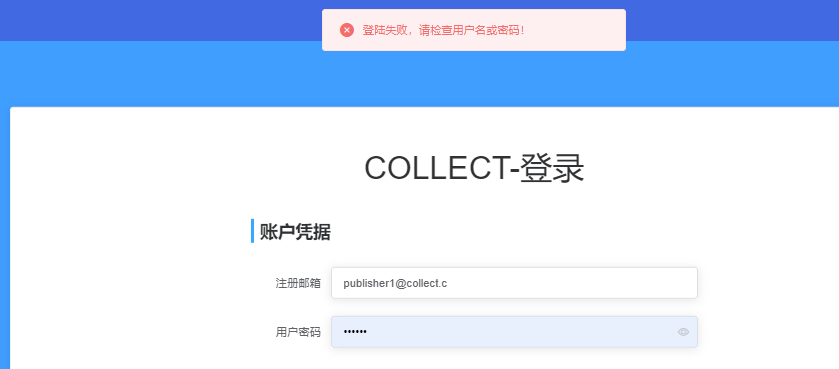 登陆失败，请检查用户名或密码！
COLLECT-登录
账户凭据
注册邮箱 publisher1@collect.c
用户密码 ••••••